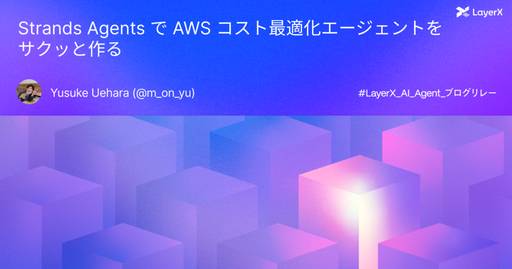 LayerX
Strands Agents で AWS コスト最適化エージェントを
サクッと作る
Yusuke Uehara (@m_on_yu)
#LayerX_AI_Agent_ブログリレー